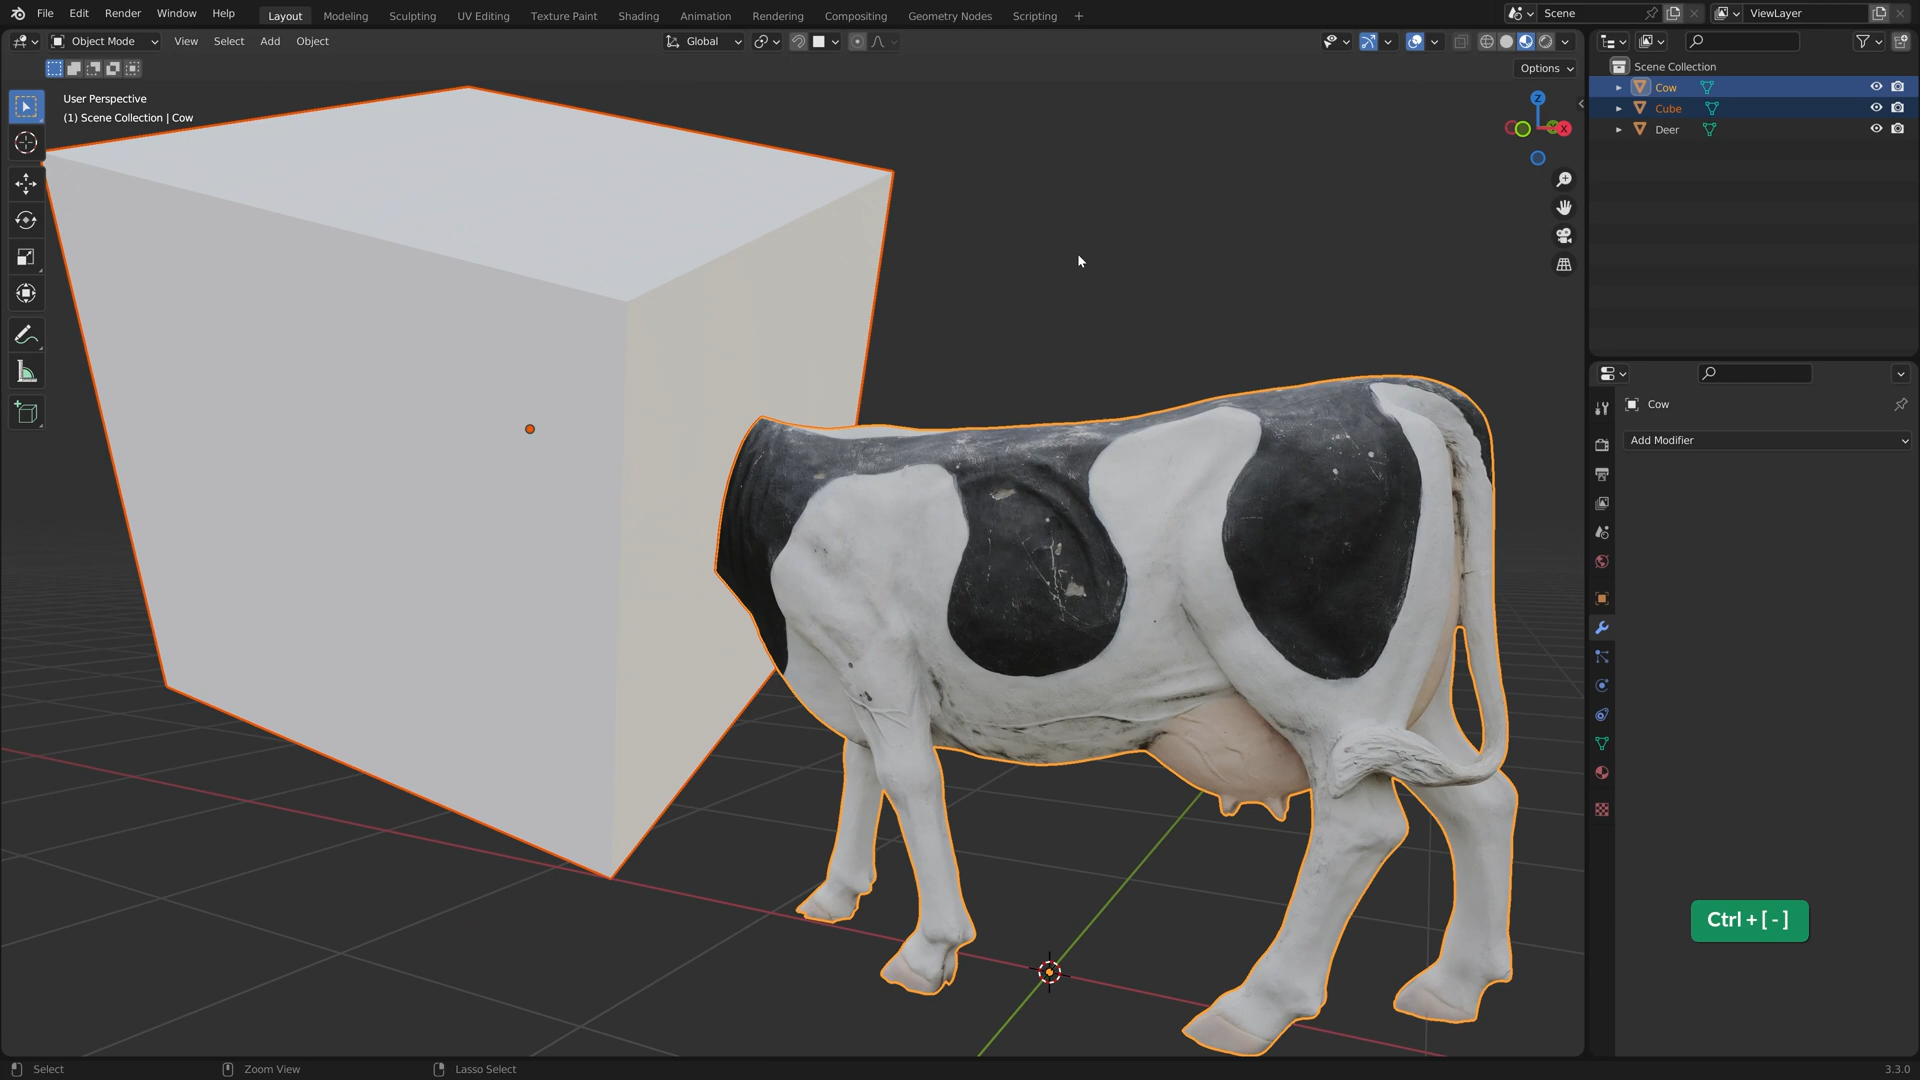 File Edit Render Window Help Layout Modeling Sculpting UV Editing Texture Paint Shading Animation Rendering Compositing Geometry Nodes Scripting + Scene ViewLayer
Object Mode View Select Add Object Global
Options
User Perspective
(1) Scene Collection | Cow
Z
Y
X
Scene Collection
Cow
Cube
Deer
Cow
Add Modifier
Ctrl + [ - ]
Select Zoom View Lasso Select 3.3.0